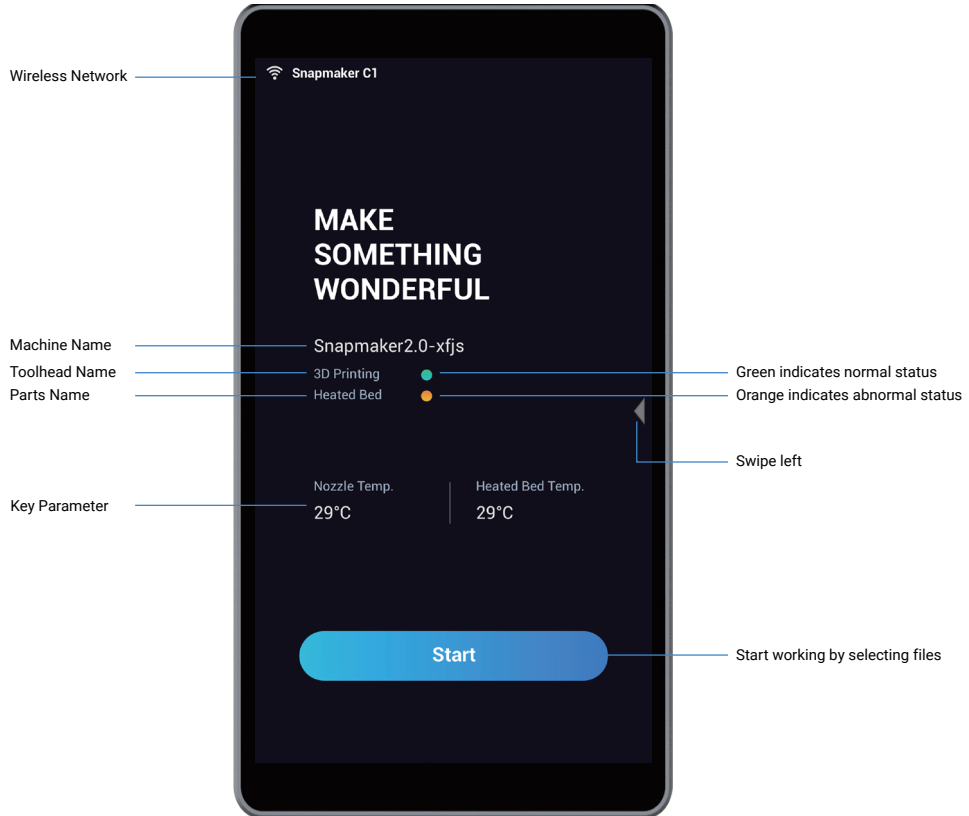 Wireless Network
Snapmaker C1
MAKE
SOMETHING
WONDERFUL
Machine Name
Snapmaker2.0-xfjs
Toolhead Name
3D Printing
Green indicates normal status
Parts Name
Heated Bed
Orange indicates abnormal status
Swipe left
Key Parameter
Nozzle Temp.
29°C
Heated Bed Temp.
29°C
Start
Start working by selecting files